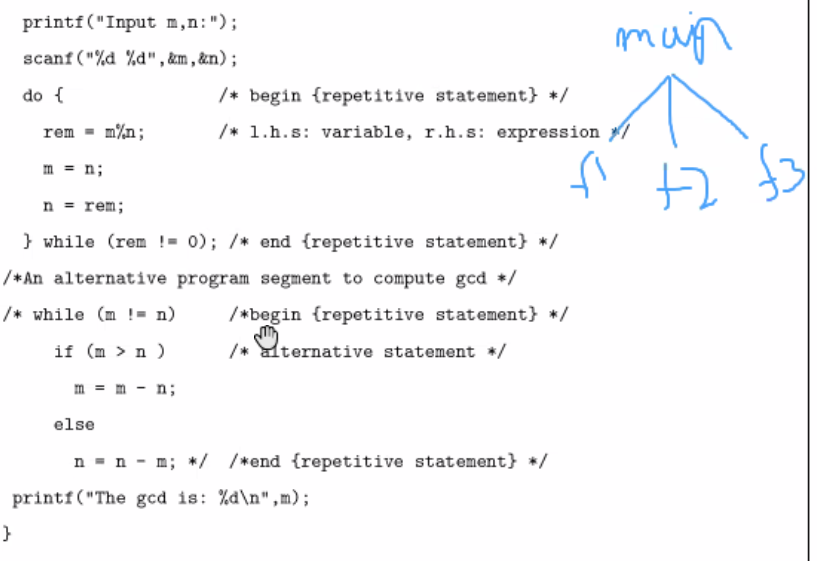 printf("Input m,n:");
scanf("%d %d",&m,&n);
do { /* begin {repetitive statement} */
rem = m%n; /* l.h.s: variable, r.h.s: expression */
m = n;
n = rem;
} while (rem != 0); /* end {repetitive statement} */
/*An alternative program segment to compute gcd */
/* while (m != n) /*begin {repetitive statement} */
if (m > n ) /* alternative statement */
m = m - n;
else
n = n - m; */ /*end {repetitive statement} */
printf("The gcd is: %d\n",m);
}
main
f1 f2 f3